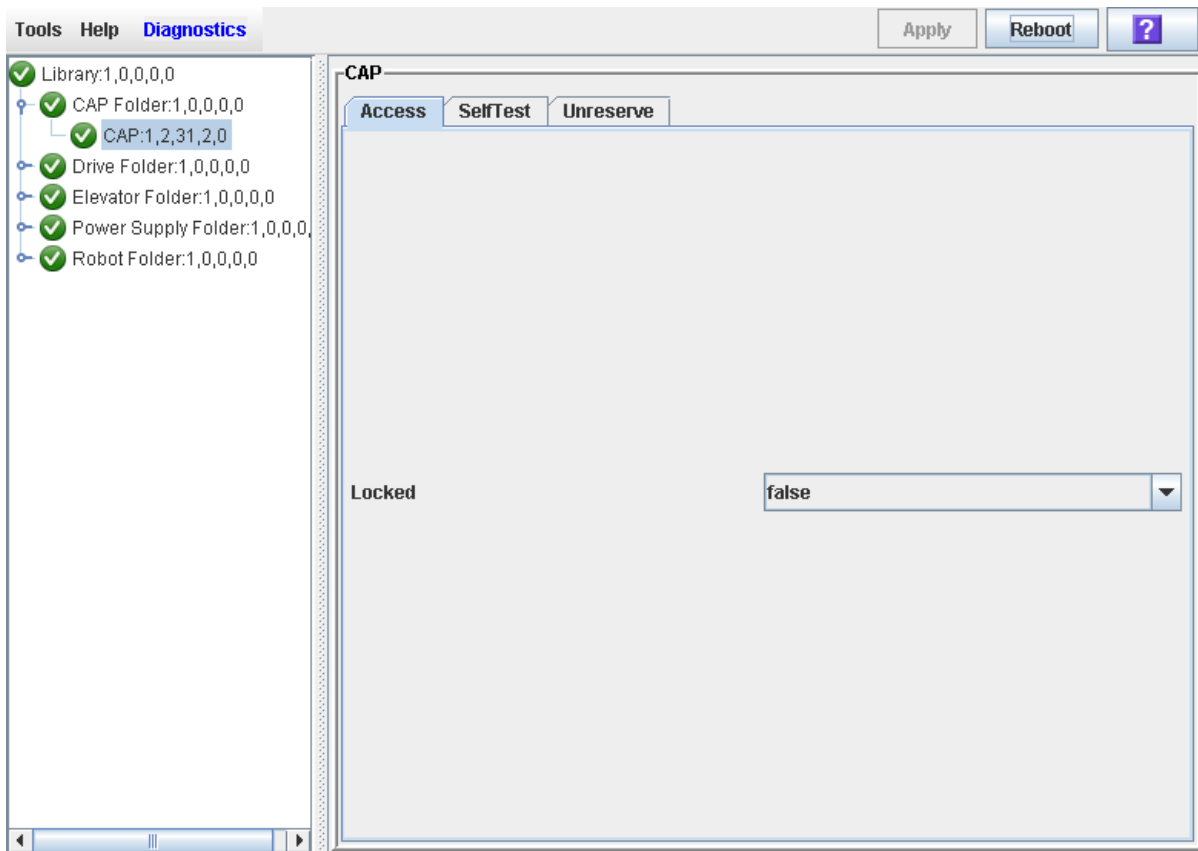 Tools Help Diagnostics
Apply Reboot ?
Library:1,0,0,0,0
CAP Folder:1,0,0,0,0
CAP:1,2,31,2,0
Drive Folder:1,0,0,0,0
Elevator Folder:1,0,0,0,0
Power Supply Folder:1,0,0,0,
Robot Folder:1,0,0,0,0
CAP
Access SelfTest Unreserve
Locked false